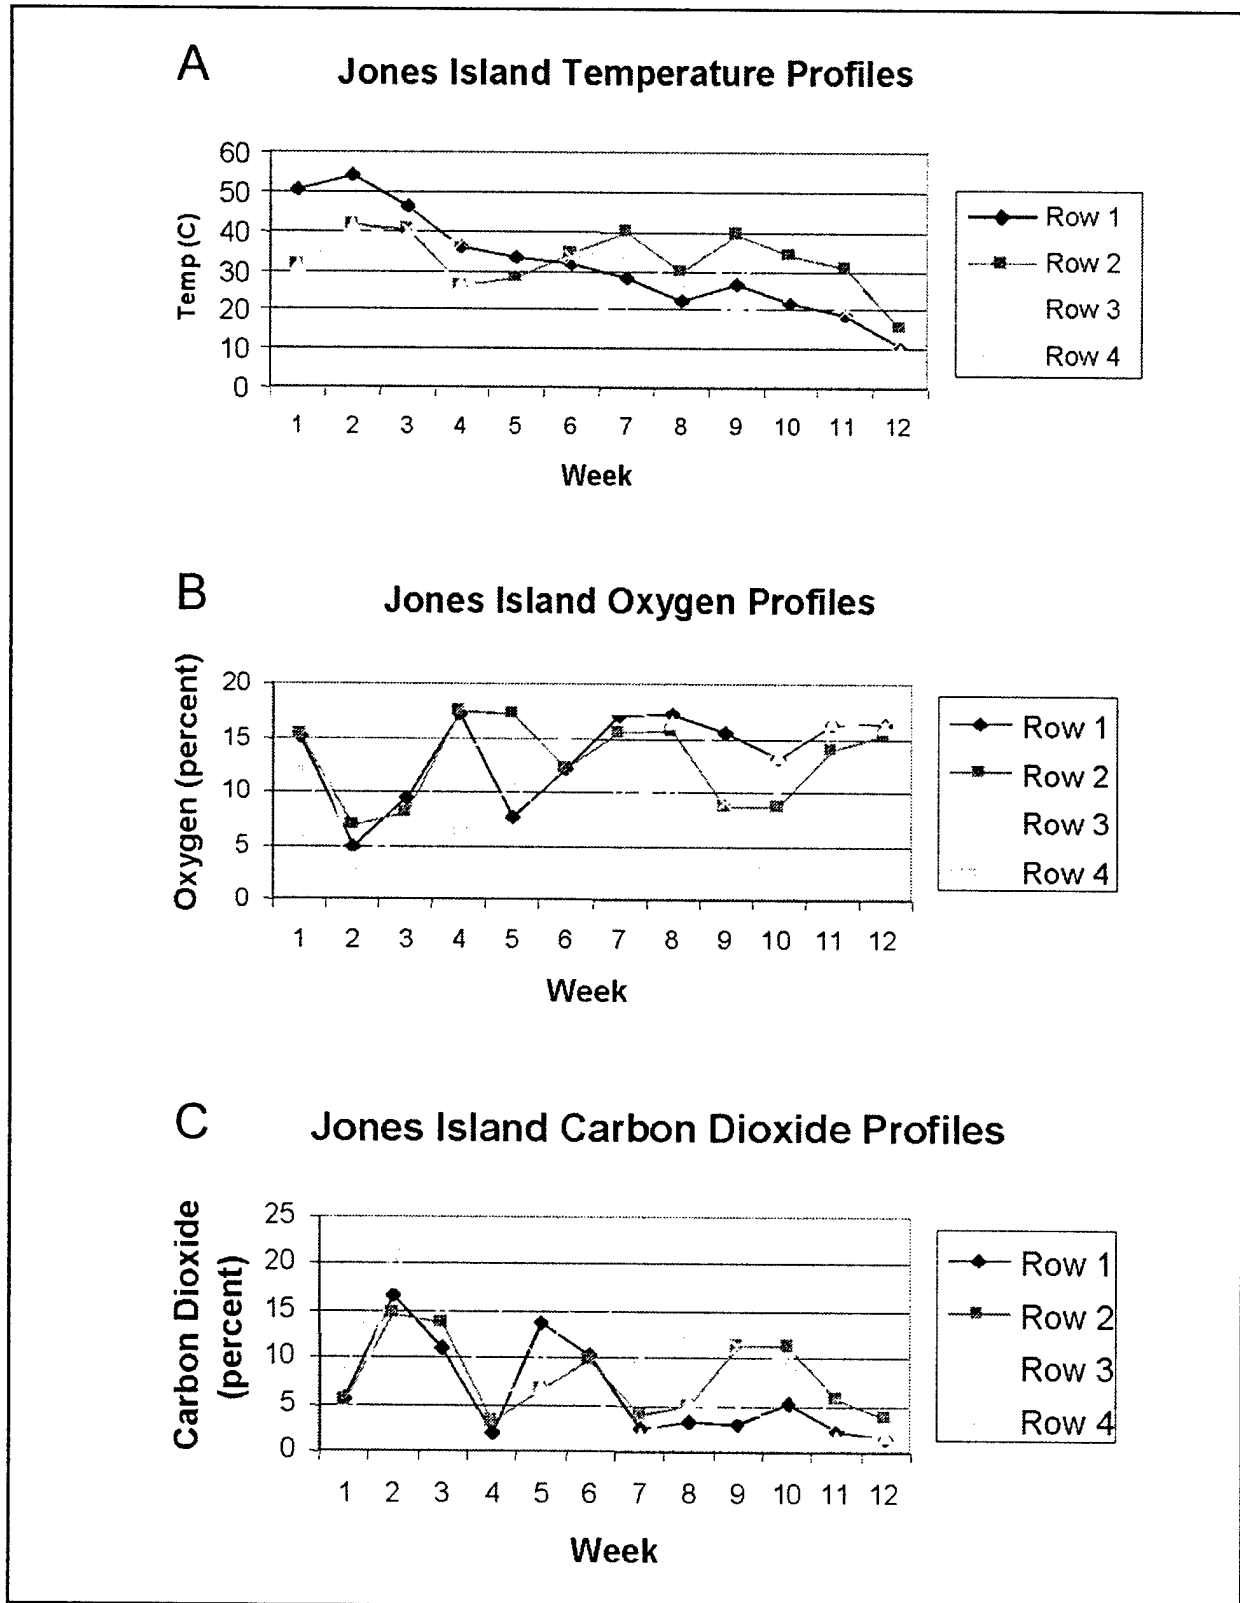 A
Jones Island Temperature Profiles
60
50
40
30
20
10
0
Temp (C)
1 2 3 4 5 6 7 8 9 10 11 12
Week
Row 1
Row 2
Row 3
Row 4
B
Jones Island Oxygen Profiles
20
15
10
5
0
Oxygen (percent)
1 2 3 4 5 6 7 8 9 10 11 12
Week
Row 1
Row 2
Row 3
Row 4
C
Jones Island Carbon Dioxide Profiles
25
20
15
10
5
0
Carbon Dioxide
(percent)
1 2 3 4 5 6 7 8 9 10 11 12
Week
Row 1
Row 2
Row 3
Row 4